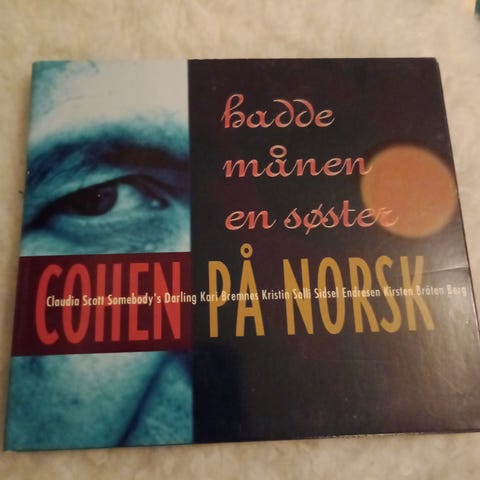 hadde
månen
en søster
COHEN PÅ NORSK
Claudia Scott Somebody's Darling Kari Bremnes Kristin Solli Sidsel Endresen Kirsten Bråten Berg